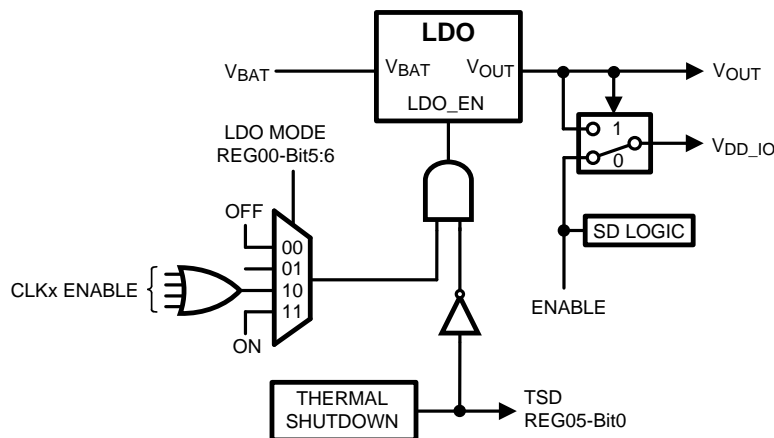 LDO
VBAT
VBAT
VOUT
VOUT
LDO_EN
1
0
VDD_IO
LDO MODE
REG00-Bit5:6
OFF
00
01
10
11
SD LOGIC
CLKx ENABLE
ENABLE
ON
THERMAL
SHUTDOWN
TSD
REG05-Bit0